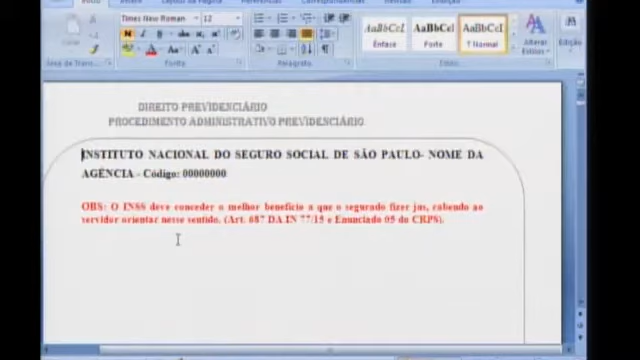 Times New Roman
12
AaBbCcI
AaBbCcI
AaBbCcI
Ênfase
Forte
¶ Normal
Alterar
Estilos
Edição
Área de Trans...
Fonte
Parágrafo
Estilo
DIREITO PREVIDENCIÁRIO
PROCEDIMENTO ADMINISTRATIVO PREVIDENCIÁRIO
INSTITUTO NACIONAL DO SEGURO SOCIAL DE SÃO PAULO- NOME DA
AGÊNCIA - Código: 00000000
OBS: O INSS deve conceder o melhor benefício a que o segurado fizer jus, cabendo ao
servidor orientar nesse sentido. (Art. 687 DA IN 77/15 e Enunciado 05 do CRPS).